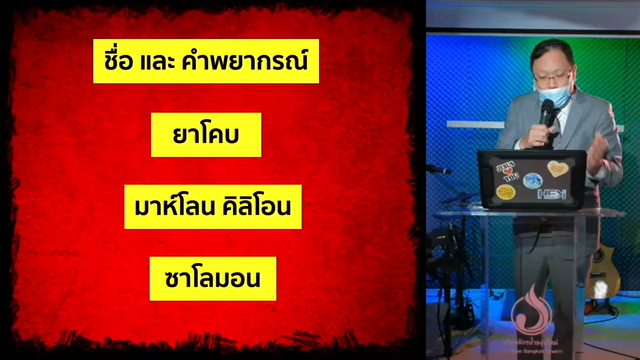 ชื่อ และ คำพยากรณ์
ยาโคบ
มาห์โลน คิลิโอน
ซาโลมอน